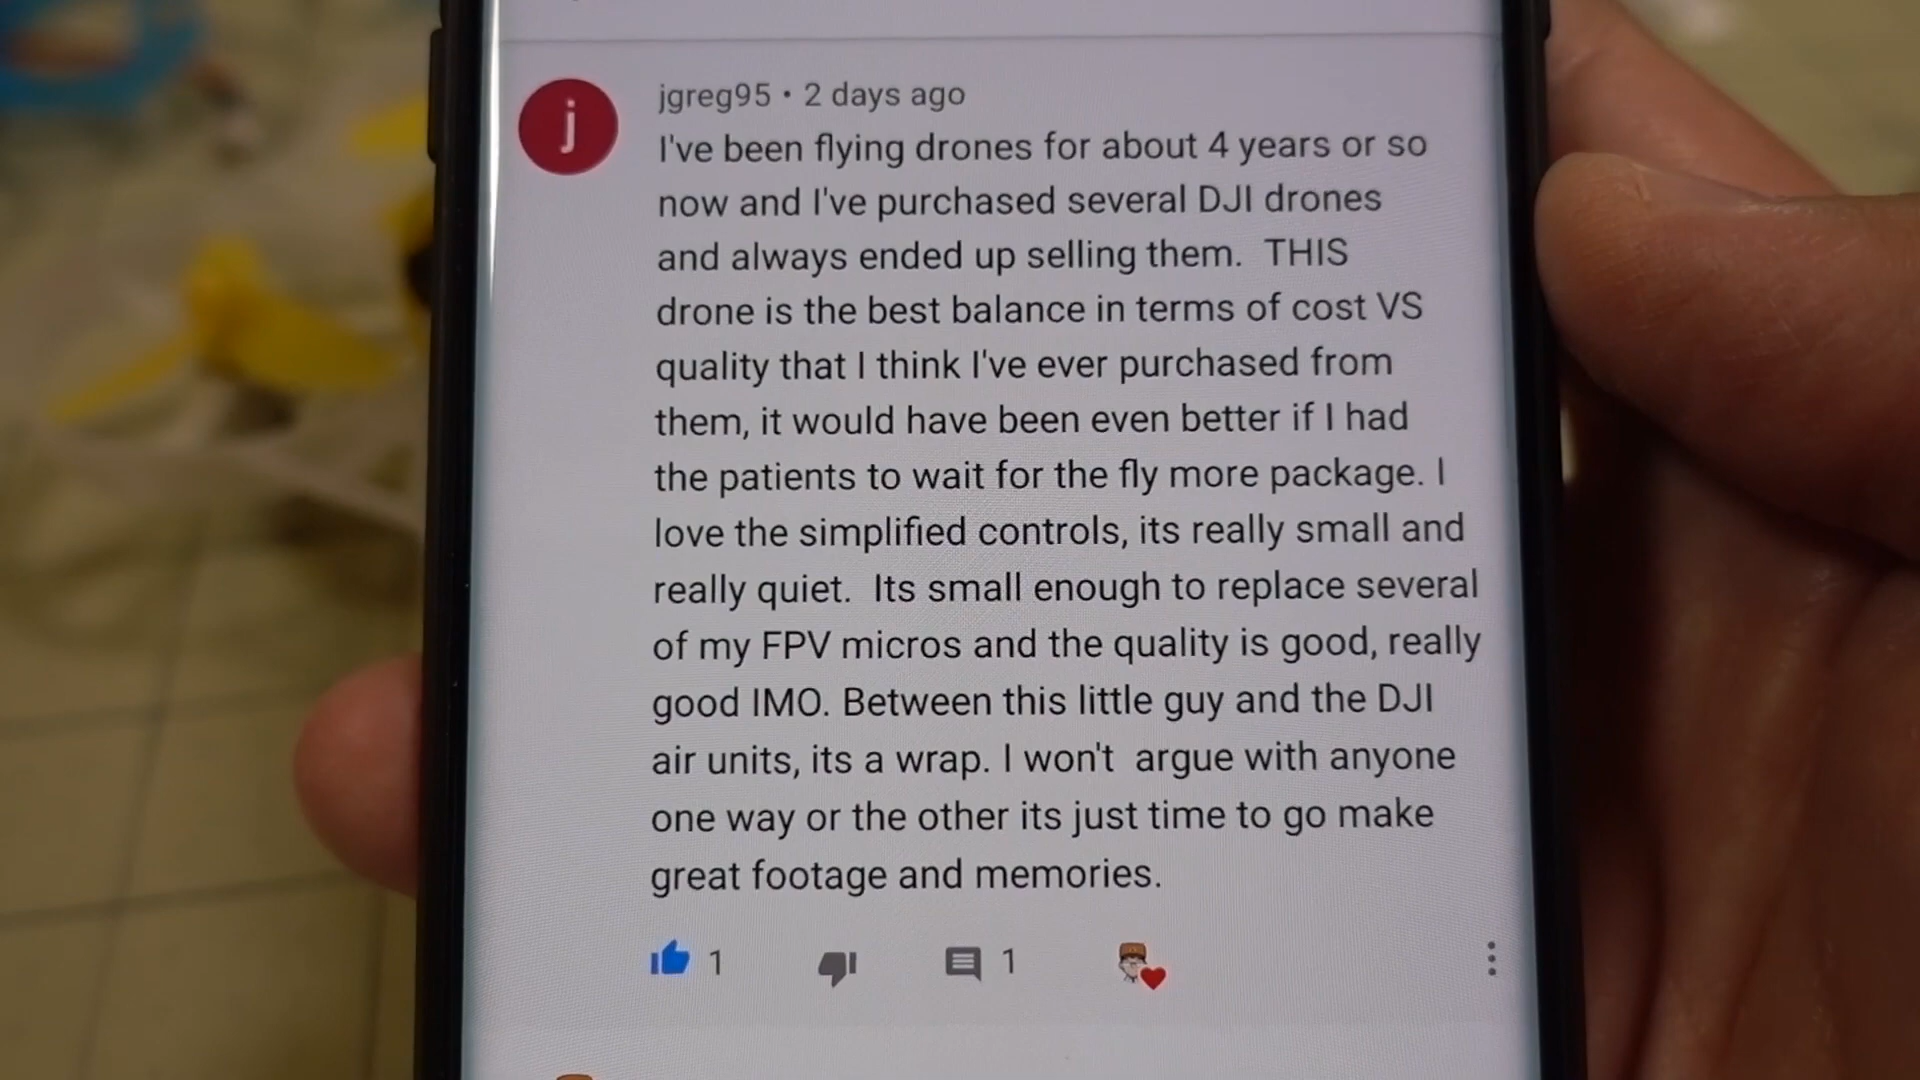 j
jgreg95 • 2 days ago
I've been flying drones for about 4 years or so
now and I've purchased several DJI drones
and always ended up selling them.  THIS
drone is the best balance in terms of cost VS
quality that I think I've ever purchased from
them, it would have been even better if I had
the patients to wait for the fly more package. I
love the simplified controls, its really small and
really quiet.  Its small enough to replace several
of my FPV micros and the quality is good, really
good IMO. Between this little guy and the DJI
air units, its a wrap. I won't  argue with anyone
one way or the other its just time to go make
great footage and memories.
1 1